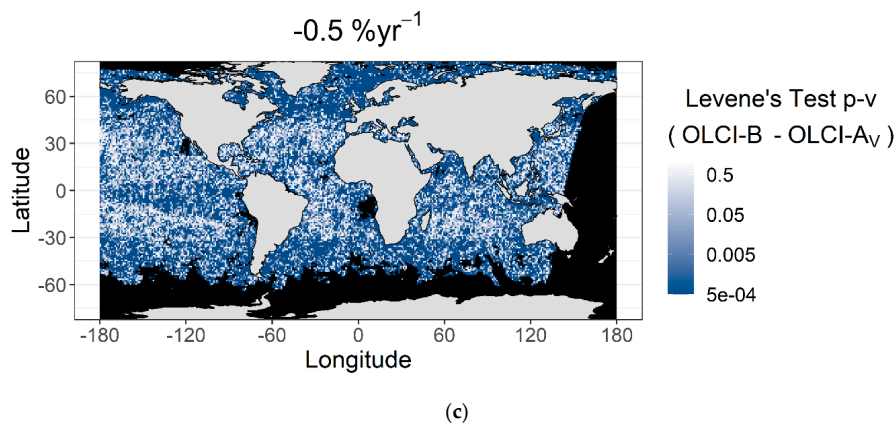 -0.5 %yr⁻¹
Levene's Test p-v
( OLCI-B - OLCI-Aᵥ )
0.5
0.05
0.005
5e-04
Latitude
60
30
0
-30
-60
-180
-120
-60
0
60
120
180
Longitude
(c)